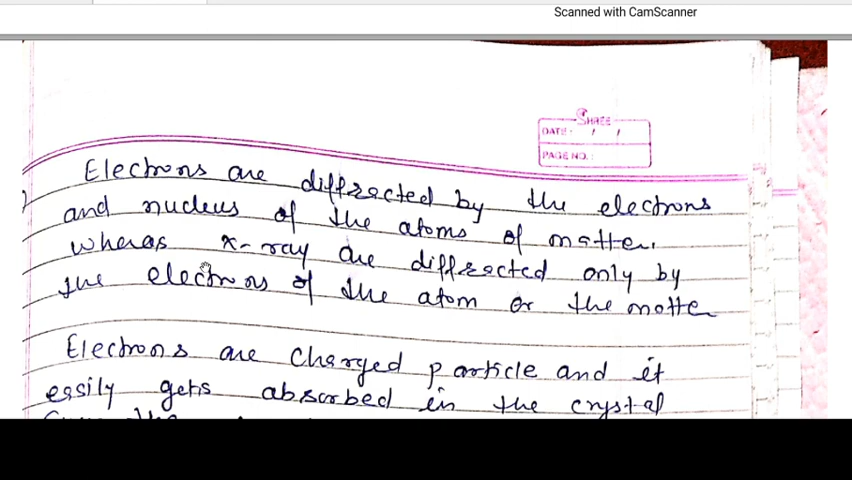 Scanned with CamScanner
SHREE
DATE: / /
PAGE NO.:
Electrons are diffracted by the electrons
and nucleus of the atoms of matter.
wheras x-ray are diffracted only by
the electrons of the atom or the matter
Electrons are charged particle and it
easily gets absorbed in the crystal